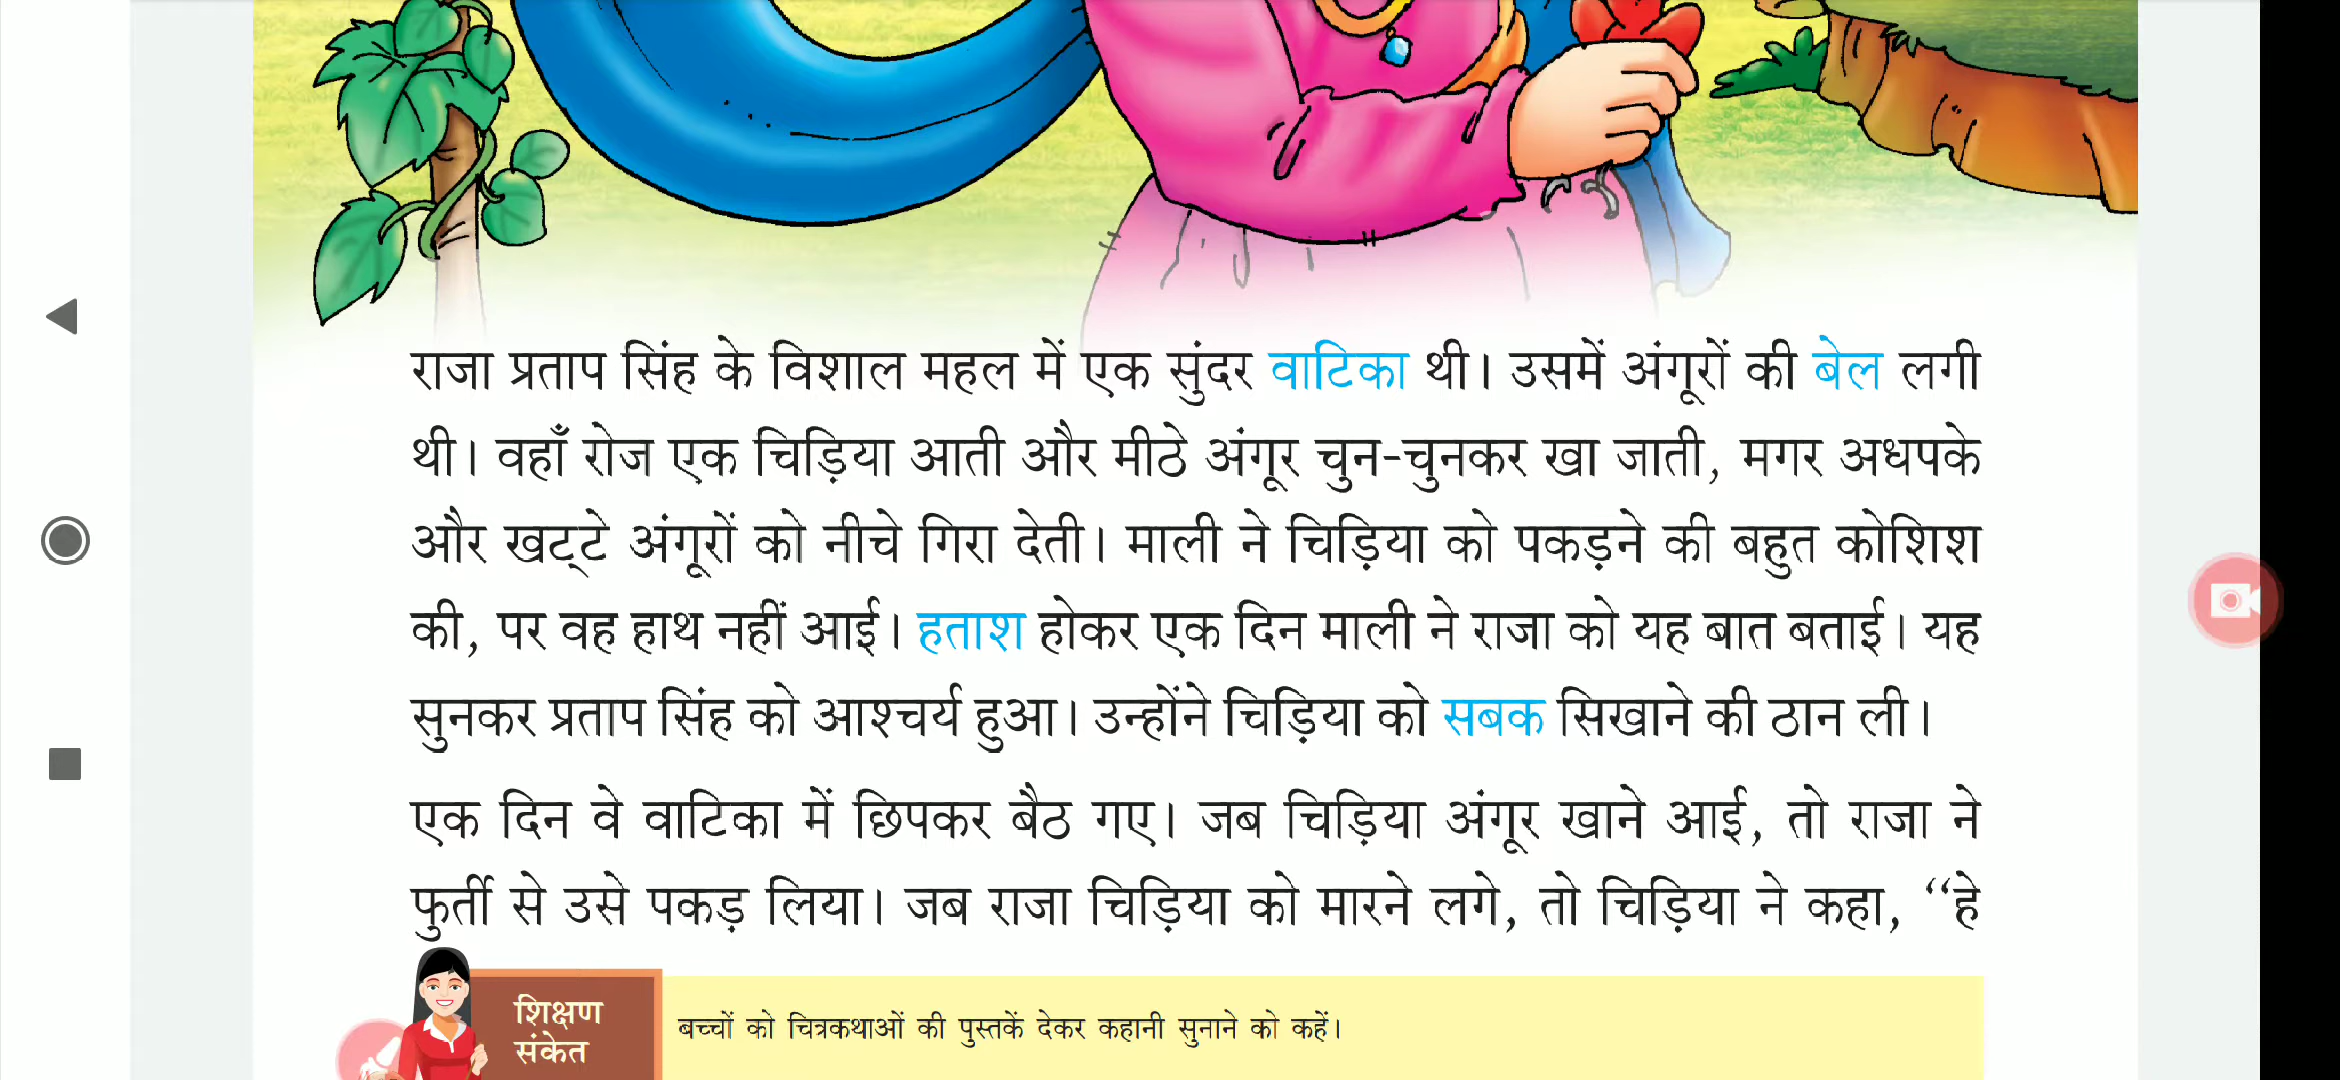 राजा प्रताप सिंह के विशाल महल में एक सुंदर वाटिका थी। उसमें अंगूरों की बेल लगी
थी। वहाँ रोज एक चिड़िया आती और मीठे अंगूर चुन-चुनकर खा जाती, मगर अधपके
और खट्‌टे अंगूरों को नीचे गिरा देती। माली ने चिड़िया को पकड़ने की बहुत कोशिश
की, पर वह हाथ नहीं आई। हताश होकर एक दिन माली ने राजा को यह बात बताई। यह
सुनकर प्रताप सिंह को आश्चर्य हुआ। उन्होंने चिड़िया को सबक सिखाने की ठान ली।
एक दिन वे वाटिका में छिपकर बैठ गए। जब चिड़िया अंगूर खाने आई, तो राजा ने
फुर्ती से उसे पकड़ लिया। जब राजा चिड़िया को मारने लगे, तो चिड़िया ने कहा, “हे
शिक्षण
संकेत
बच्चों को चित्रकथाओं की पुस्तकें देकर कहानी सुनाने को कहें।